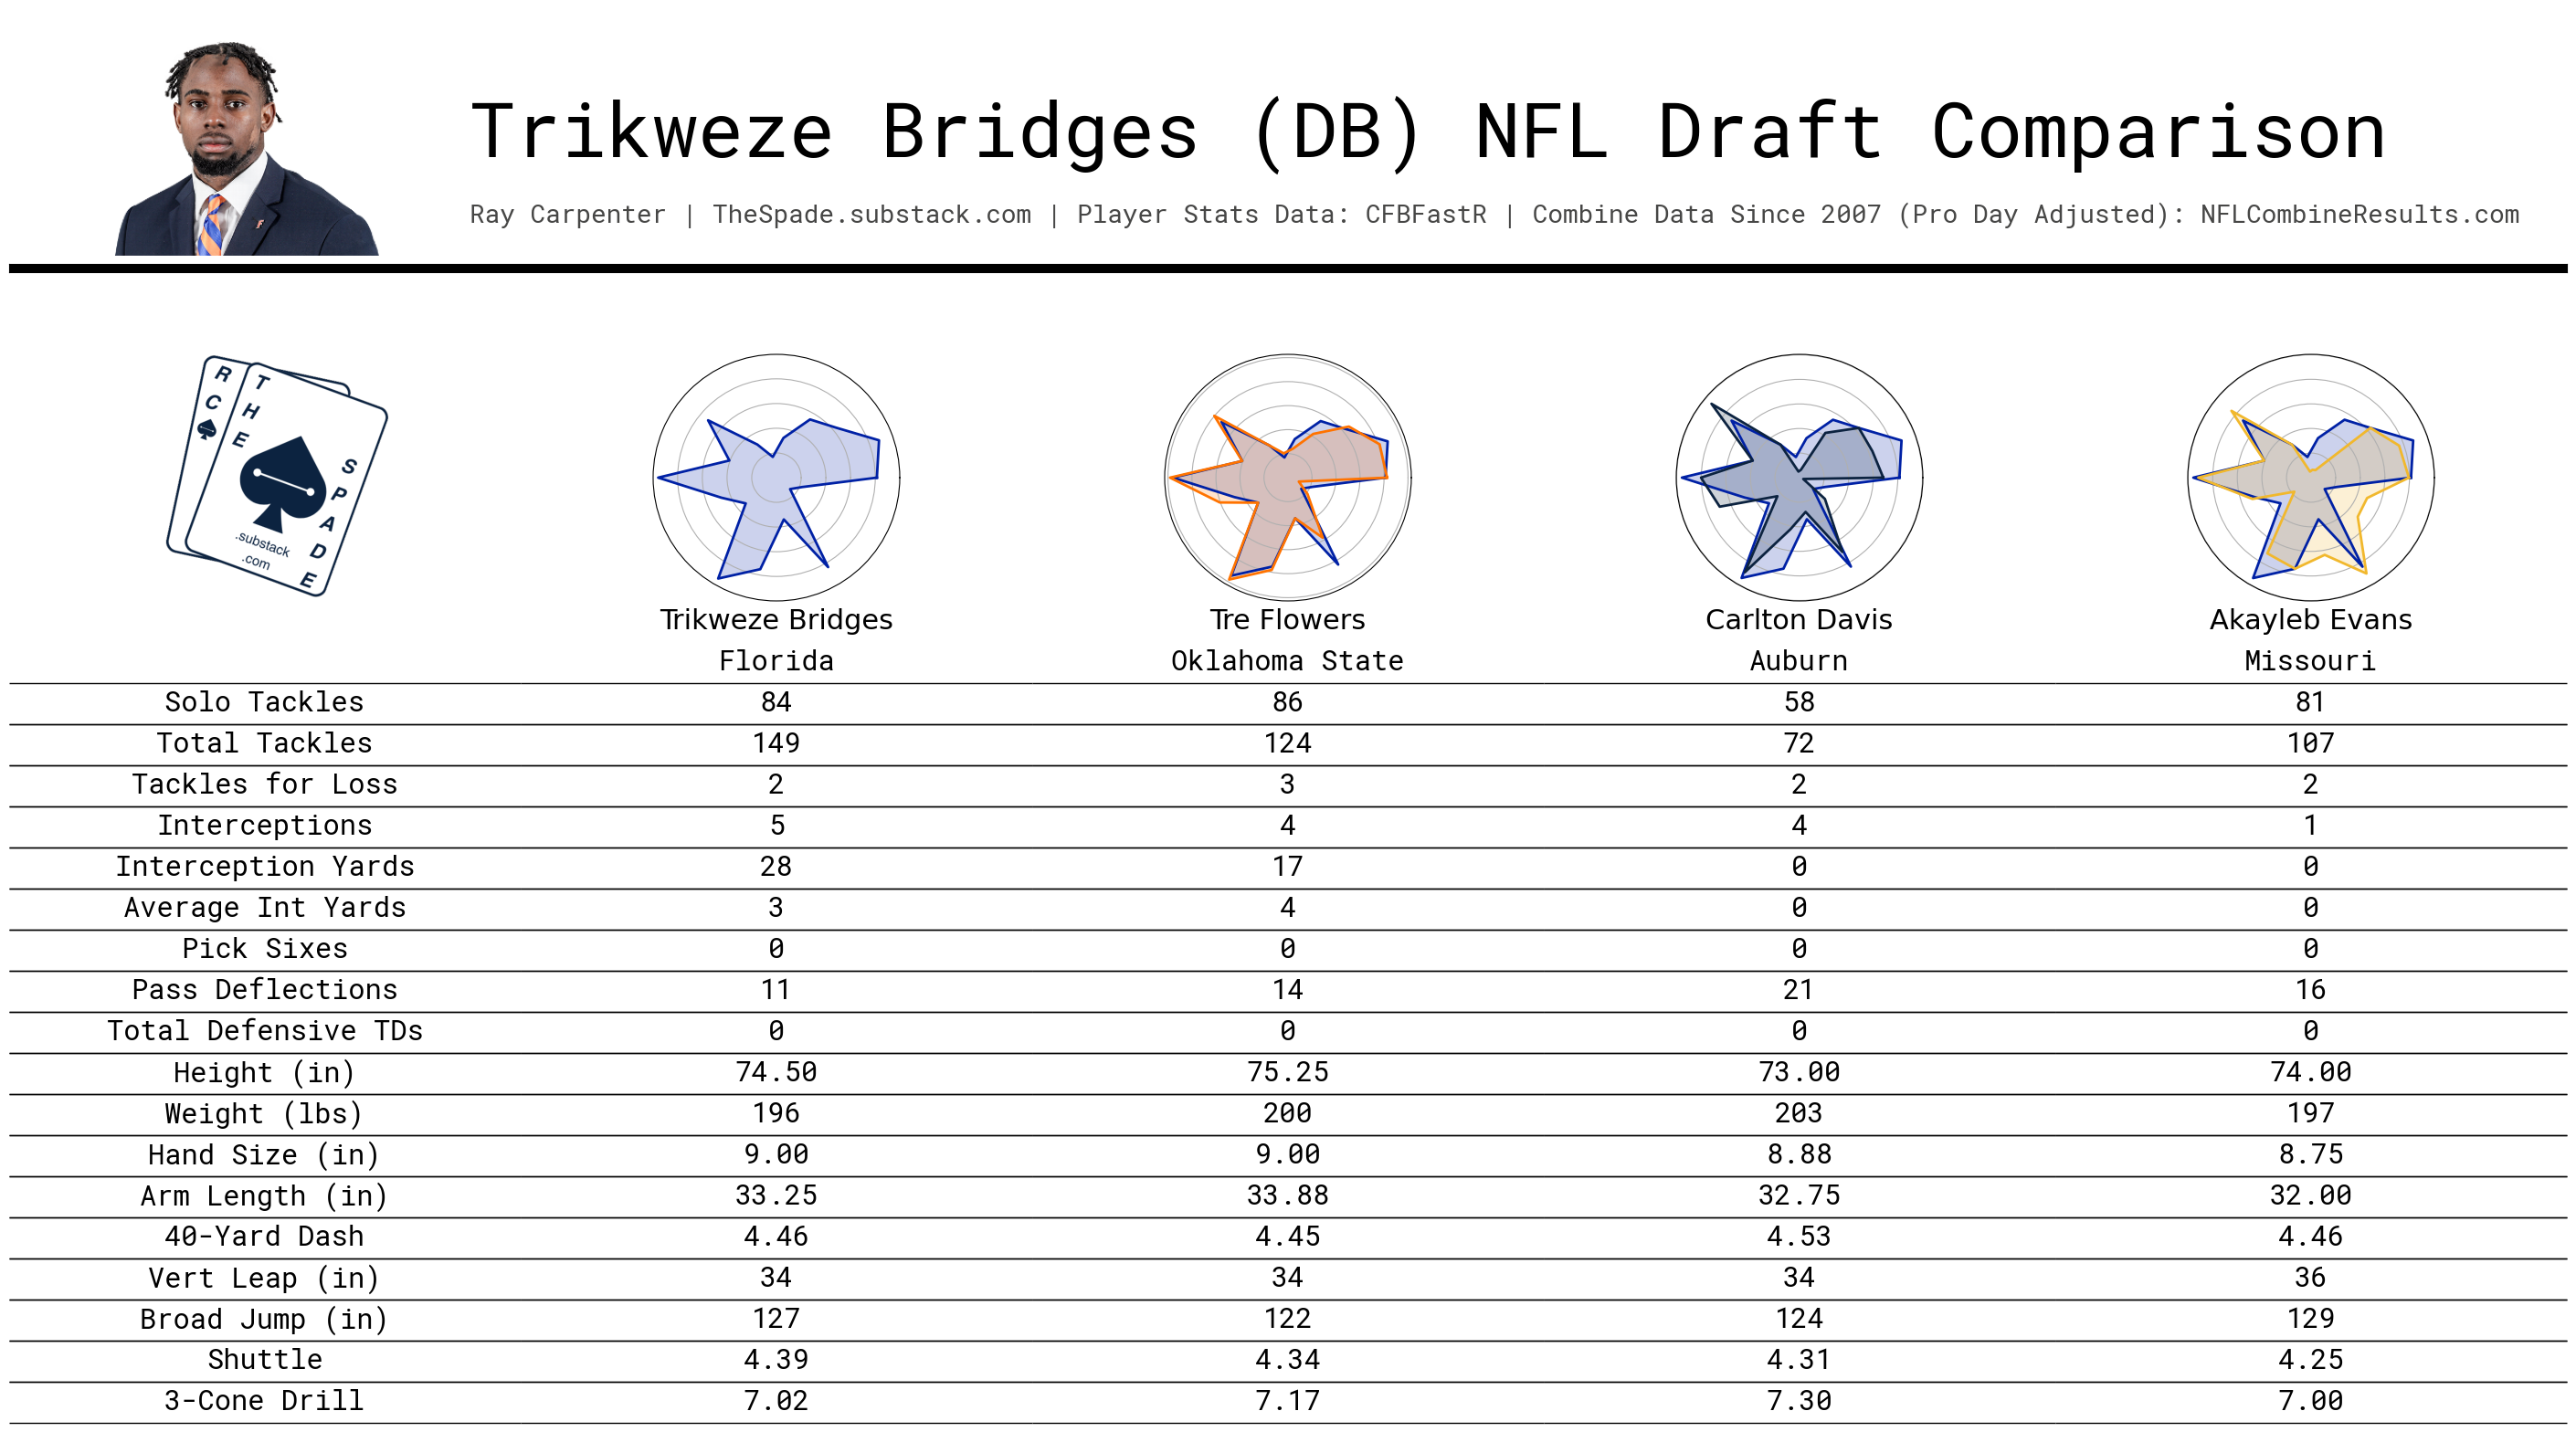 Trikweze Bridges (DB) NFL Draft Comparison
Ray Carpenter | TheSpade.substack.com | Player Stats Data: CFBFastR | Combine Data Since 2007 (Pro Day Adjusted): NFLCombineResults.com
R C
THE SPADE
.substack
.com
Trikweze Bridges Tre Flowers Carlton Davis Akayleb Evans
Florida Oklahoma State Auburn Missouri
Solo Tackles 84 86 58 81
Total Tackles 149 124 72 107
Tackles for Loss 2 3 2 2
Interceptions 5 4 4 1
Interception Yards 28 17 0 0
Average Int Yards 3 4 0 0
Pick Sixes 0 0 0 0
Pass Deflections 11 14 21 16
Total Defensive TDs 0 0 0 0
Height (in) 74.50 75.25 73.00 74.00
Weight (lbs) 196 200 203 197
Hand Size (in) 9.00 9.00 8.88 8.75
Arm Length (in) 33.25 33.88 32.75 32.00
40-Yard Dash 4.46 4.45 4.53 4.46
Vert Leap (in) 34 34 34 36
Broad Jump (in) 127 122 124 129
Shuttle 4.39 4.34 4.31 4.25
3-Cone Drill 7.02 7.17 7.30 7.00